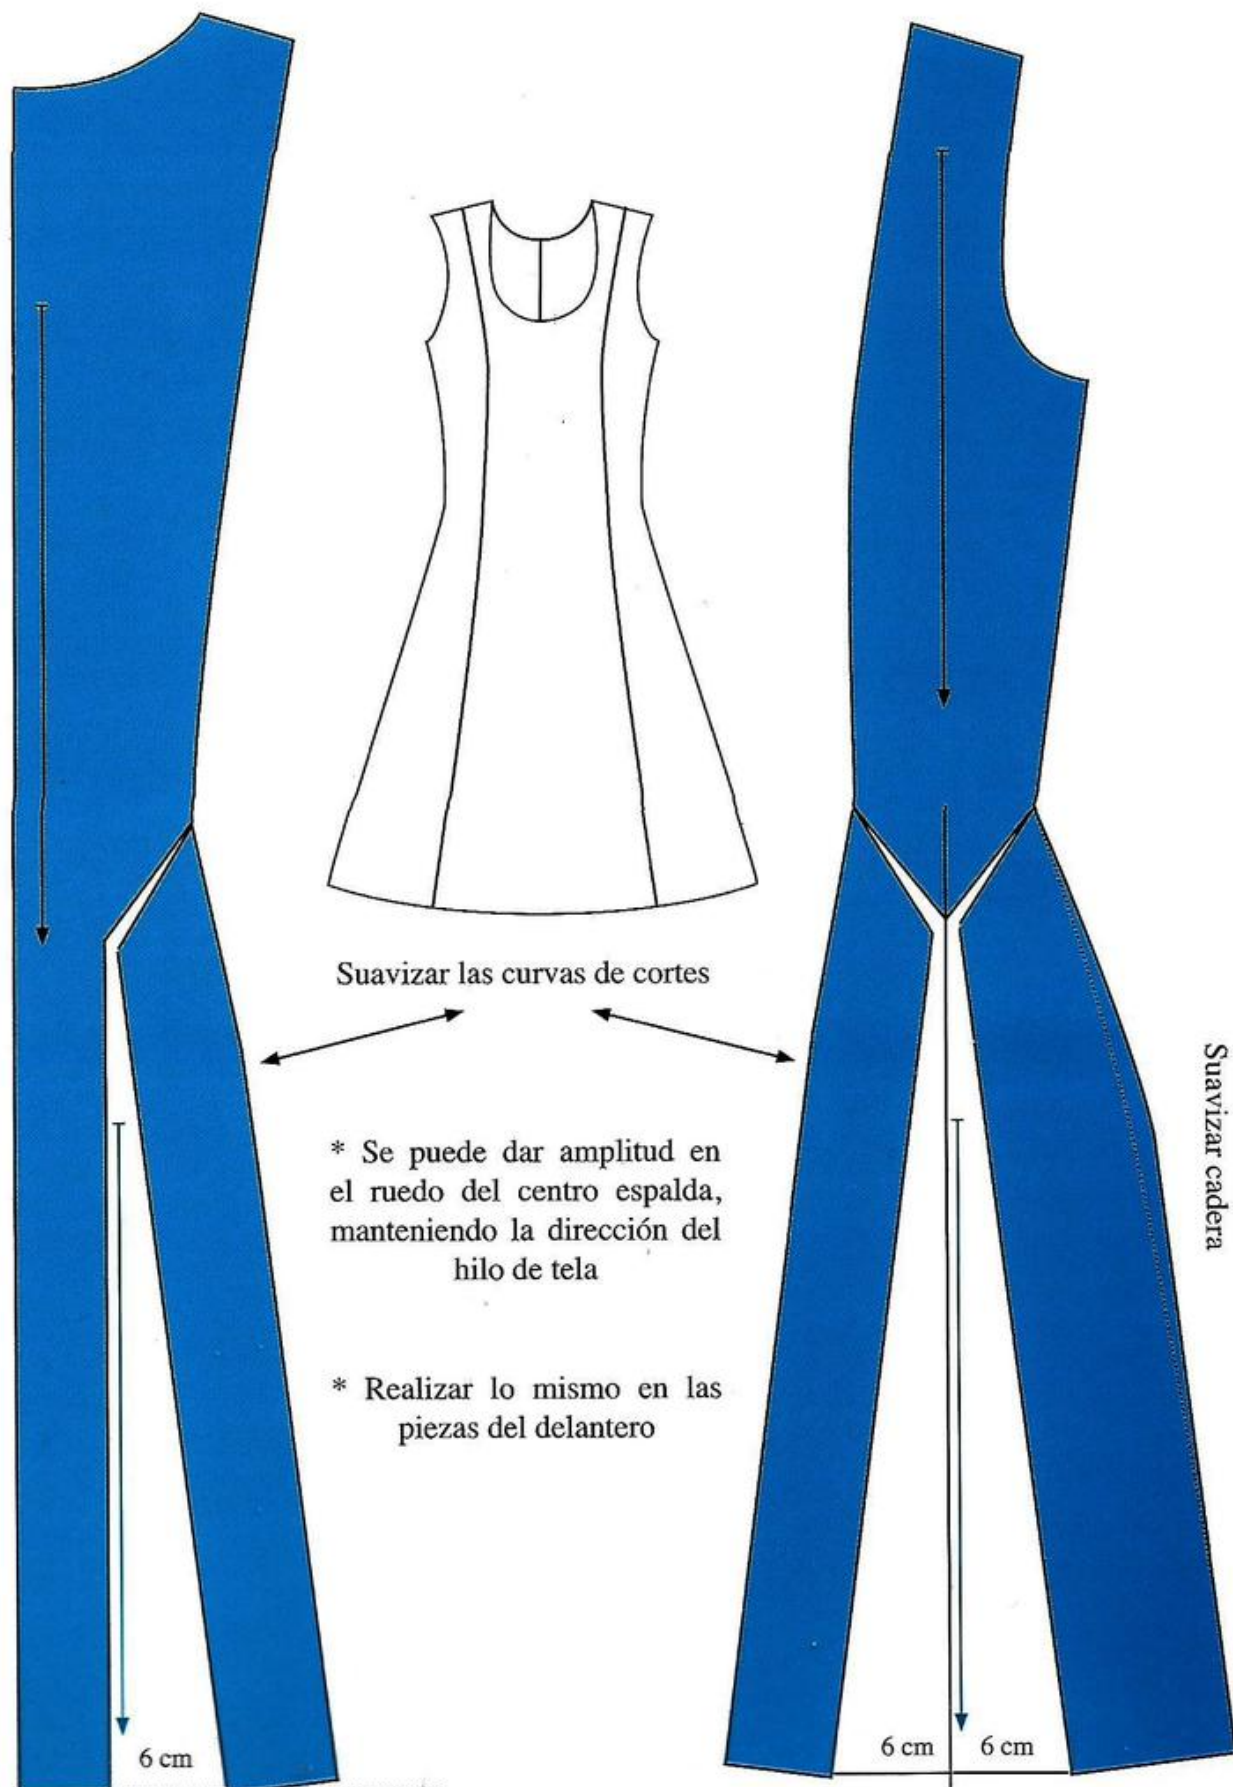 Suavizar las curvas de cortes
* Se puede dar amplitud en
el ruedo del centro espalda,
manteniendo la dirección del
hilo de tela
* Realizar lo mismo en las
piezas del delantero
Suavizar cadera
6 cm
6 cm
6 cm